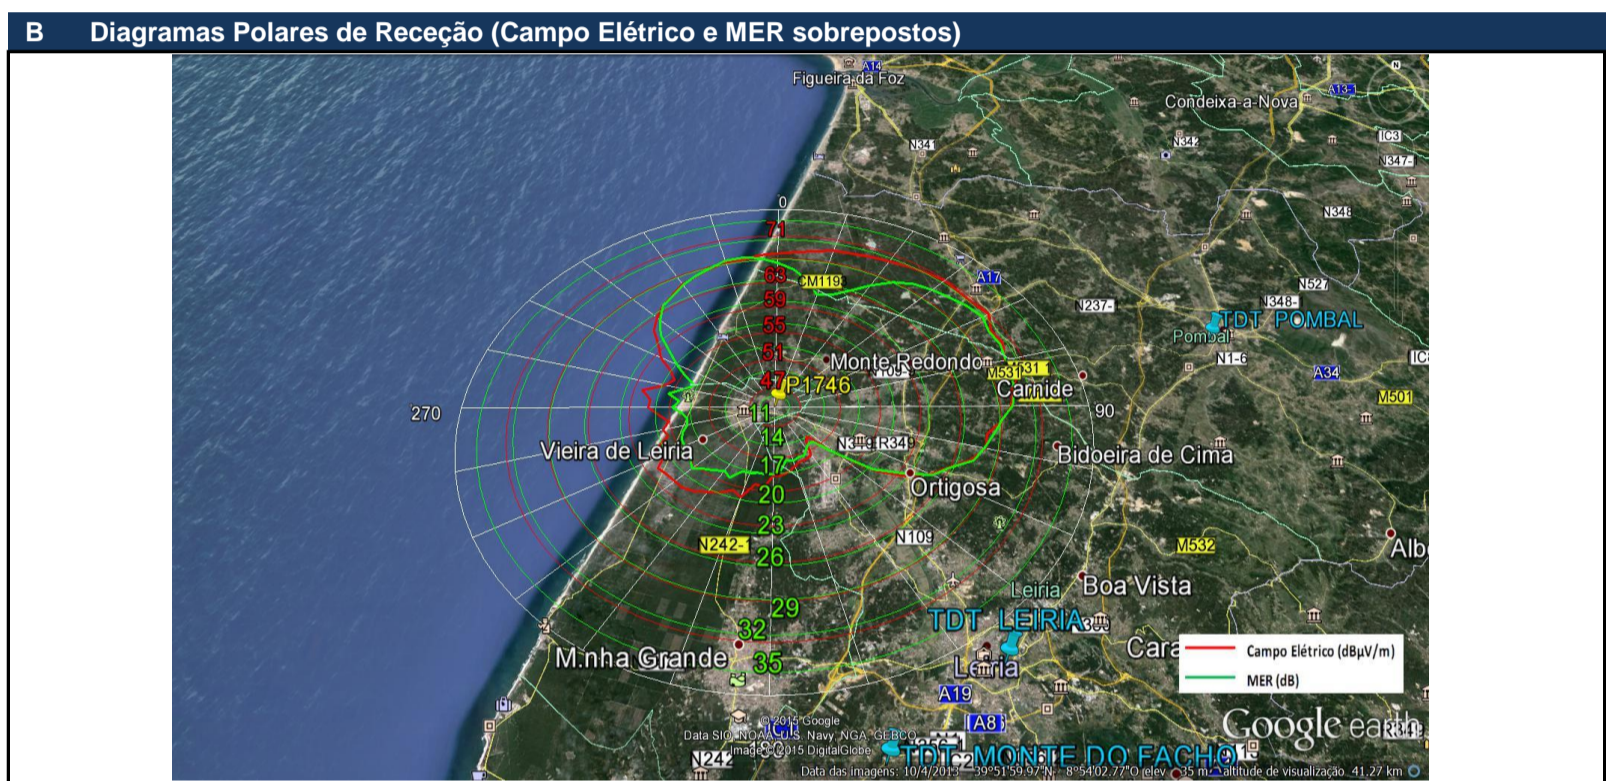 B Diagramas Polares de Receção (Campo Elétrico e MER sobrepostos)
A14
Figueira da Foz
Condeixa-a-Nova
N
N341
N342
IC3
N347-1
N348
0
71
63
59
55
51
47
CM119
A17
N237-
N527
N348-1
TDT POMBAL
Pombal
N1-6
A34
M501
Monte Redondo
M531
Carnide
P1746
270
90
11
14
17
20
23
26
29
32
35
Vieira de Leiria
R349
Bidoeira de Cima
Ortigosa
N242-1
N109
M532
Leiria
Boa Vista
TDT LEIRIA
M.nha Grande
Leiria
A19
A8
Campo Elétrico (dBµV/m)
MER (dB)
© 2015 Google
Data SIO, NOAA, U.S. Navy, NGA, GEBCO
Image © 2015 DigitalGlobe
Google earth
N242
TDT MONTE DO FACHO
Data das imagens: 10/4/2013 39°51'59.97"N 8°54'02.77"O elev 35 m altitude de visualização 41.27 km